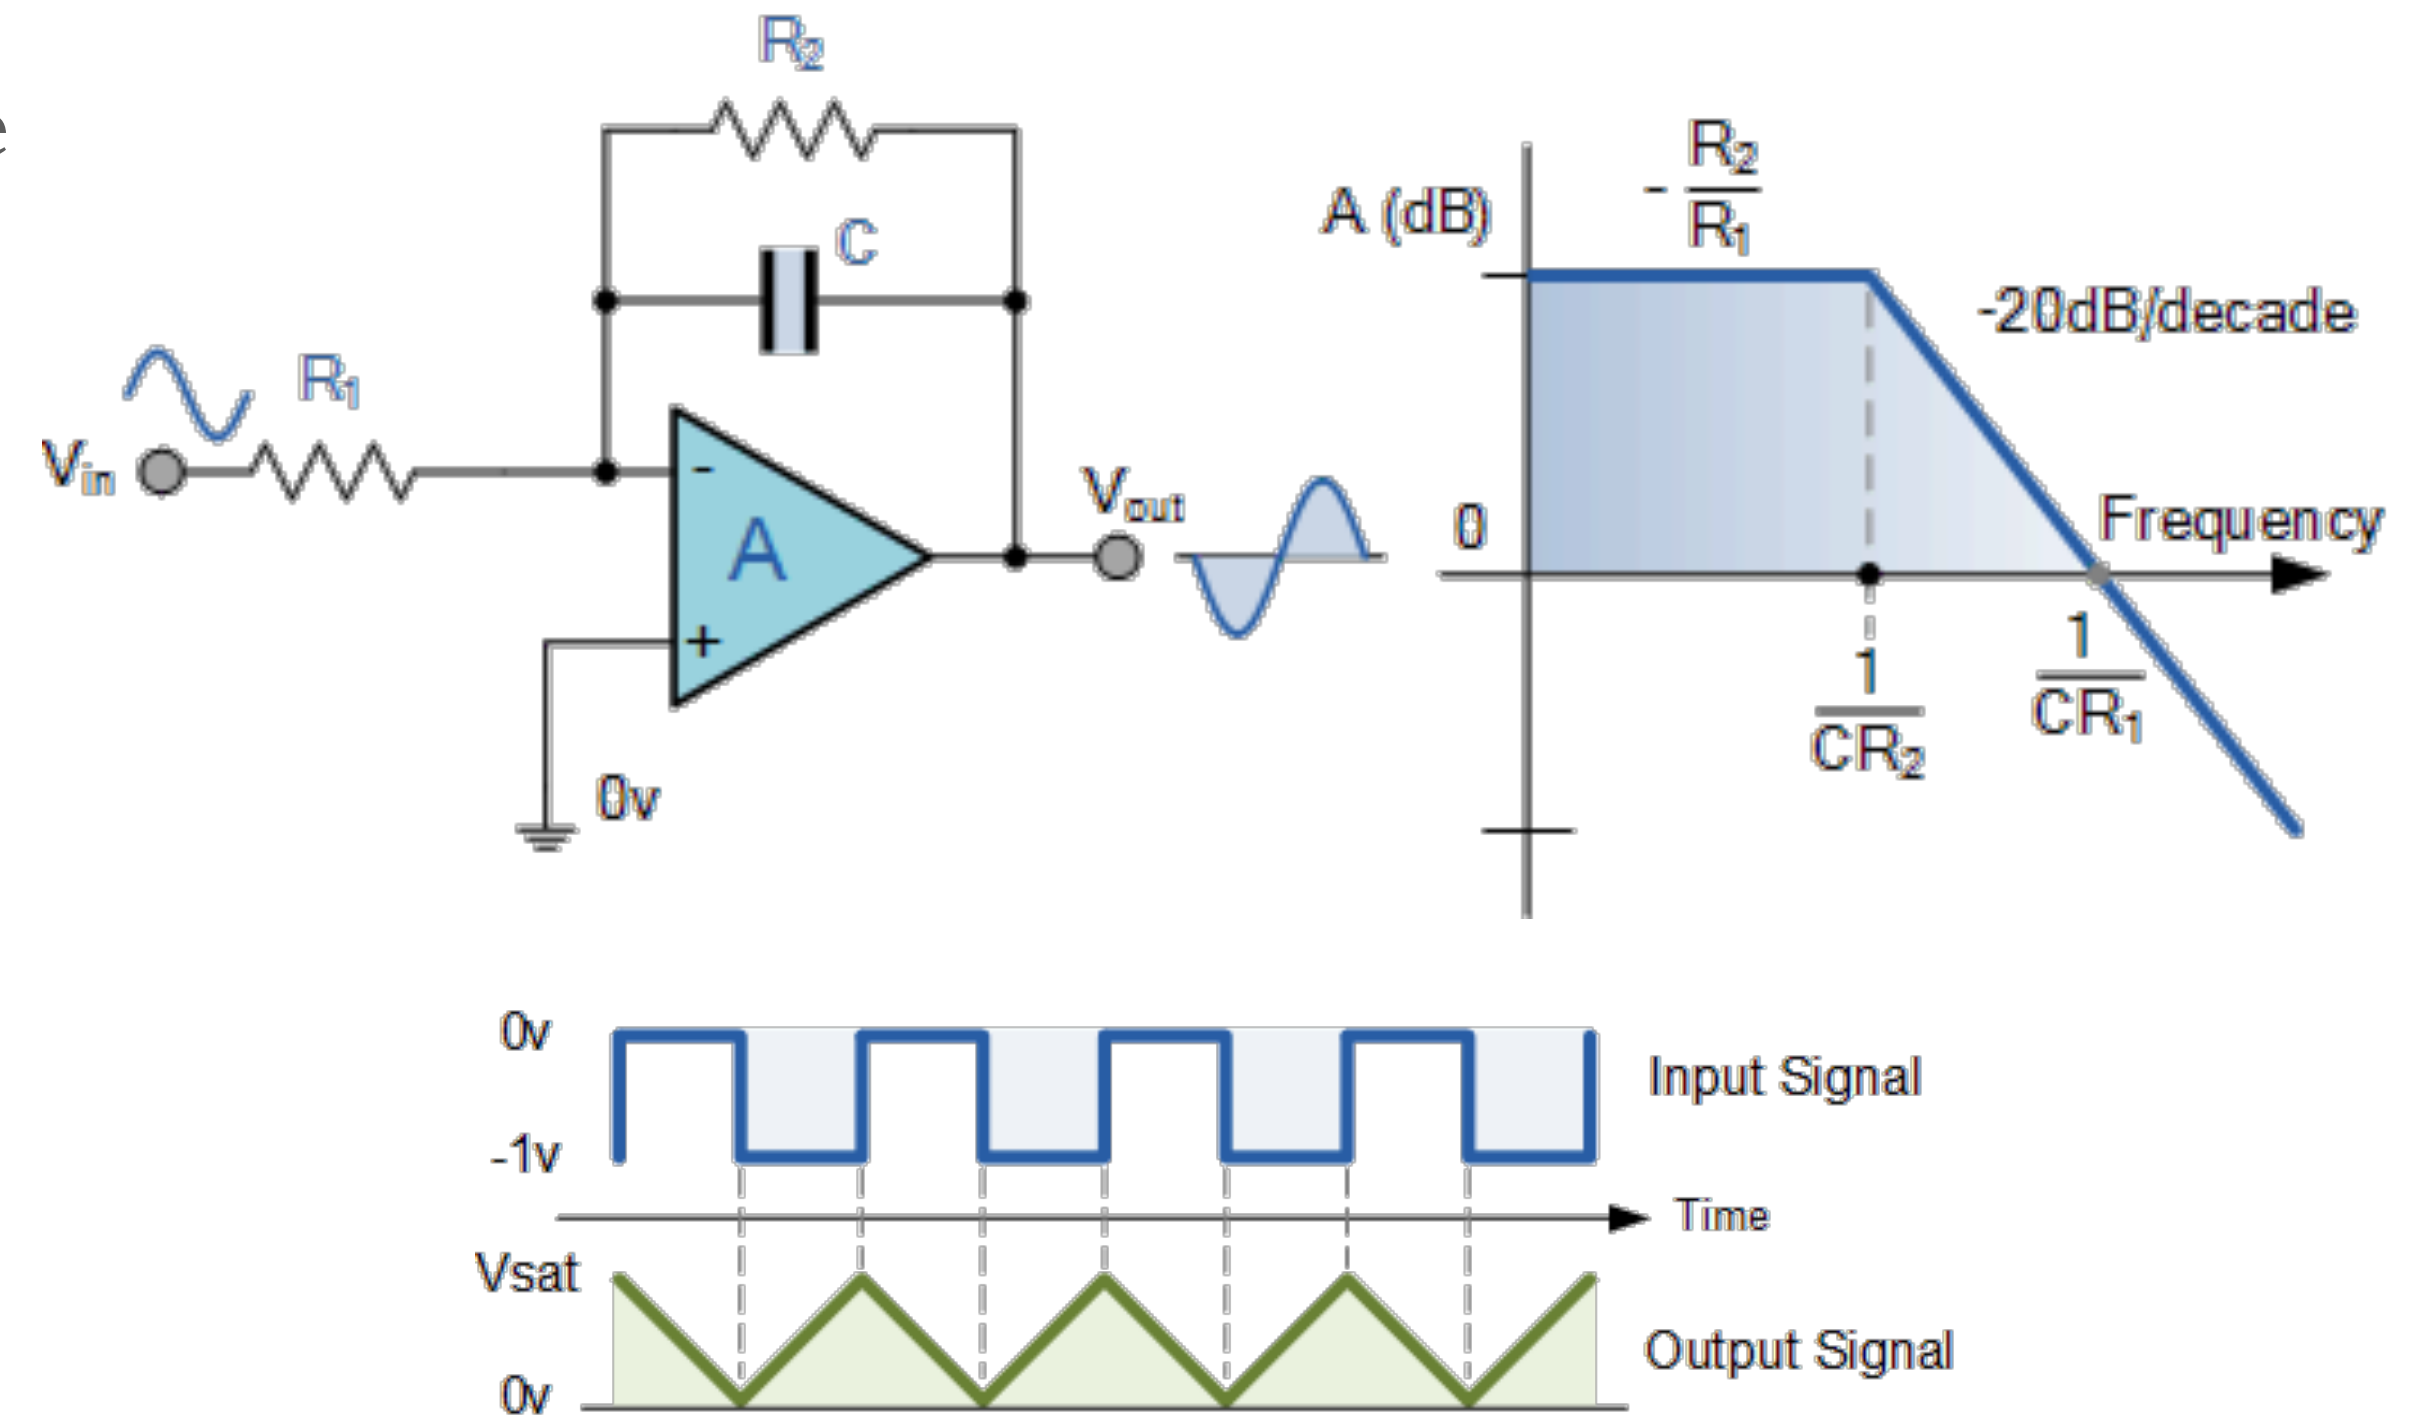 e
R₂
C
R₁
Vin
-
A
+
0v
Vout
A (dB)
- R₂
R₁
-20dB/decade
0
Frequency
1
CR₂
1
CR₁
0v
-1v
Input Signal
Time
Vsat
0v
Output Signal